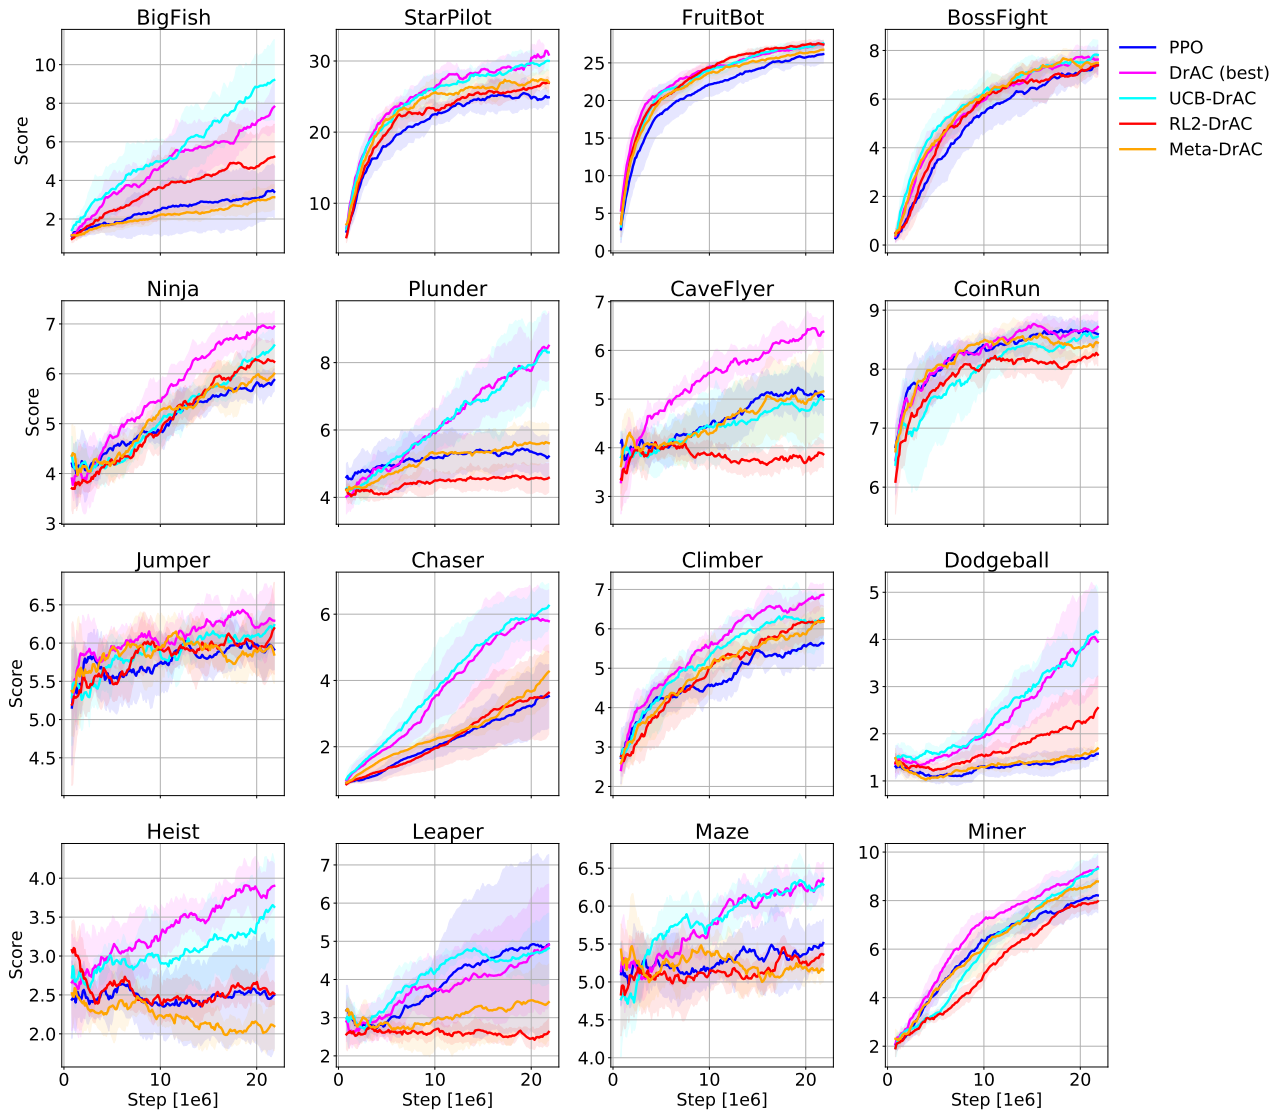 BigFish
StarPilot
FruitBot
BossFight
Score
10
8
6
4
2
30
20
10
25
20
15
10
5
0
8
6
4
2
0
PPO
DrAC (best)
UCB-DrAC
RL2-DrAC
Meta-DrAC
Ninja
Plunder
CaveFlyer
CoinRun
Score
7
6
5
4
3
8
6
4
7
6
5
4
3
9
8
7
6
Jumper
Chaser
Climber
Dodgeball
Score
6.5
6.0
5.5
5.0
4.5
6
4
2
7
6
5
4
3
2
5
4
3
2
1
Heist
Leaper
Maze
Miner
Score
4.0
3.5
3.0
2.5
2.0
7
6
5
4
3
2
6.5
6.0
5.5
5.0
4.5
4.0
10
8
6
4
2
0 10 20
0 10 20
0 10 20
0 10 20
Step [1e6]
Step [1e6]
Step [1e6]
Step [1e6]